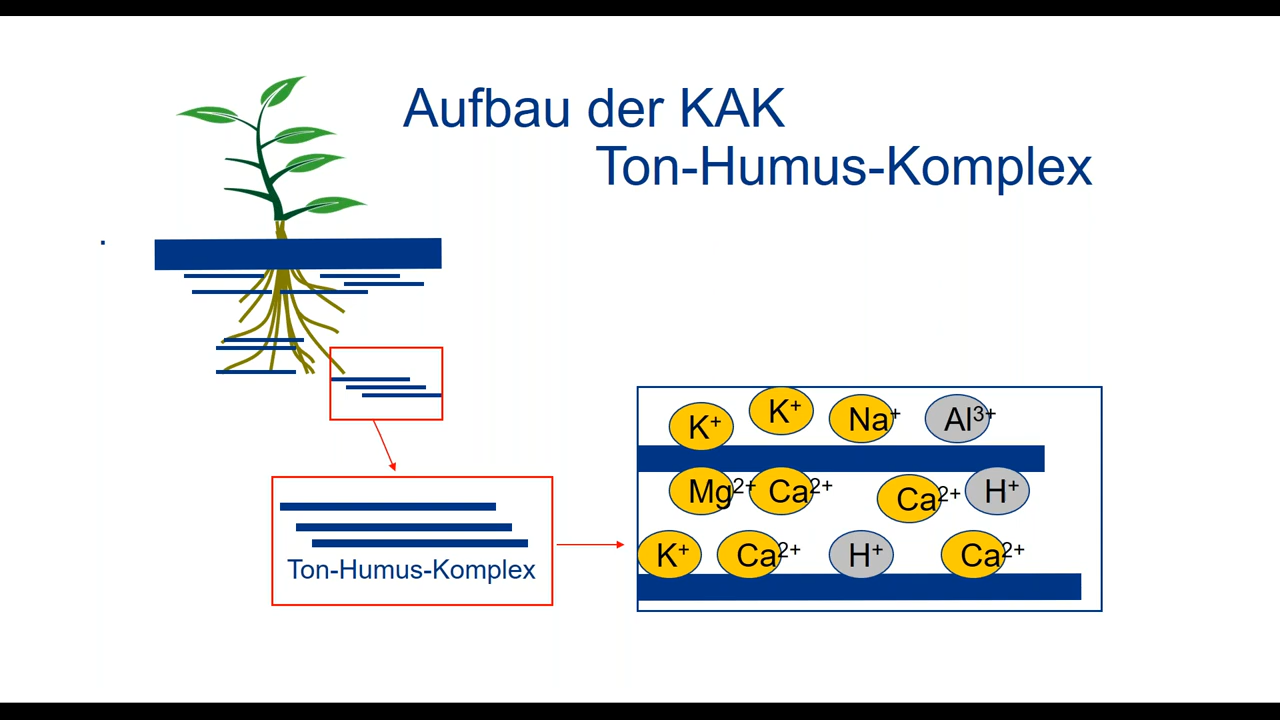 Aufbau der KAK
Ton-Humus-Komplex
K⁺ K⁺ Na⁺ Al³⁺
Mg²⁺ Ca²⁺ Ca²⁺ H⁺
K⁺ Ca²⁺ H⁺ Ca²⁺
Ton-Humus-Komplex